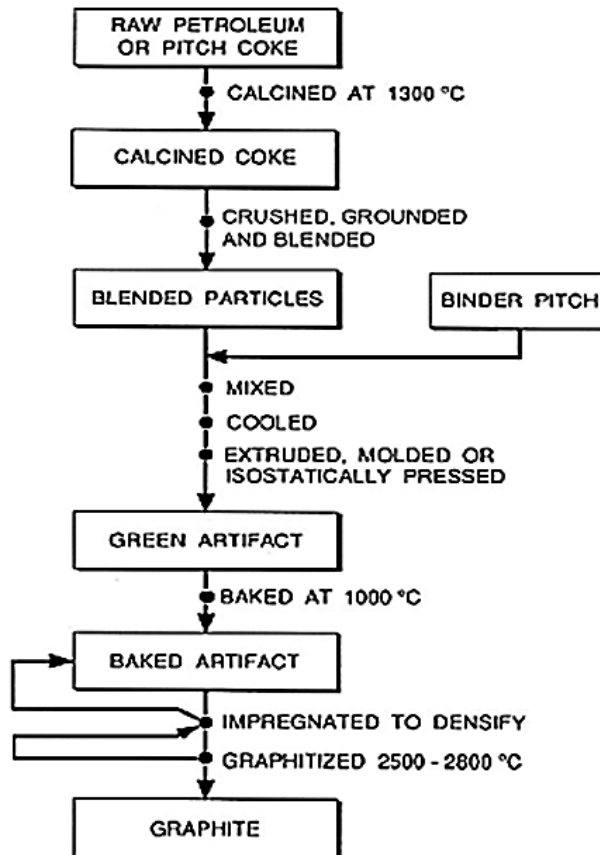 RAW PETROLEUM
OR PITCH COKE
CALCINED AT 1300 °C
CALCINED COKE
CRUSHED, GROUNDED
AND BLENDED
BLENDED PARTICLES
BINDER PITCH
MIXED
COOLED
EXTRUDED, MOLDED OR
ISOSTATICALLY PRESSED
GREEN ARTIFACT
BAKED AT 1000 °C
BAKED ARTIFACT
IMPREGNATED TO DENSIFY
GRAPHITIZED 2500 - 2800 °C
GRAPHITE